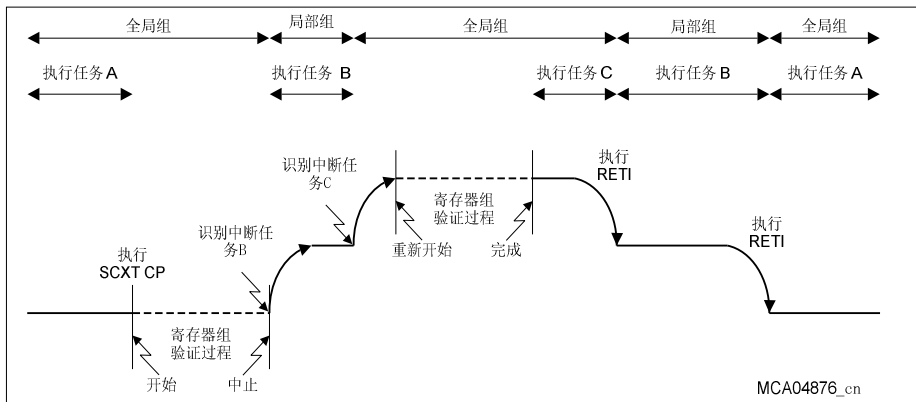 全局组
局部组
全局组
局部组
全局组
执行任务A
执行任务 B
执行任务C
执行任务 B
执行任务 A
识别中断任
务C
执行
RETI
寄存器组
验证过程
识别中断任
务B
重新开始
完成
执行
RETI
执行
SCXT CP
寄存器组
验证过程
开始
中止
MCA04876_cn